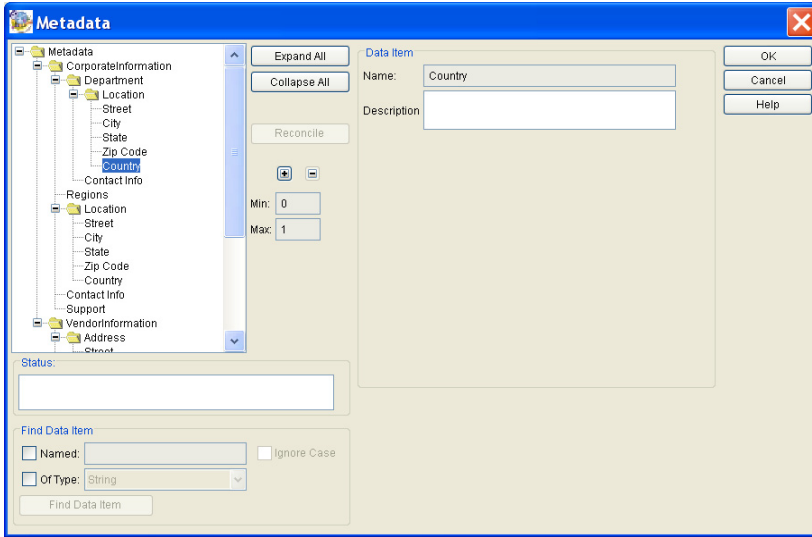 Metadata
Metadata
CorporateInformation
Department
Location
Street
City
State
Zip Code
Country
Contact Info
Regions
Location
Street
City
State
Zip Code
Country
Contact Info
Support
VendorInformation
Address
Street
Expand All
Collapse All
Reconcile
Min: 0
Max: 1
Data Item
Name: Country
Description
OK
Cancel
Help
Status:
Find Data Item
Named:
Ignore Case
Of Type: String
Find Data Item